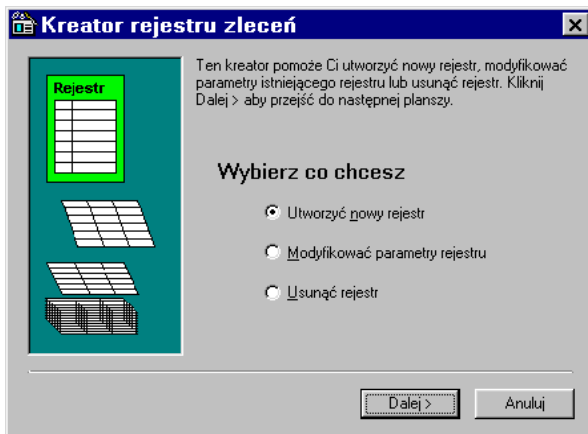 Kreator rejestru zleceń
Rejestr
Ten kreator pomoże Ci utworzyć nowy rejestr, modyfikować
parametry istniejącego rejestru lub usunąć rejestr. Kliknij
Dalej > aby przejść do następnej planszy.
Wybierz co chcesz
Utworzyć nowy rejestr
Modyfikować parametry rejestru
Usunąć rejestr
Dalej >
Anuluj